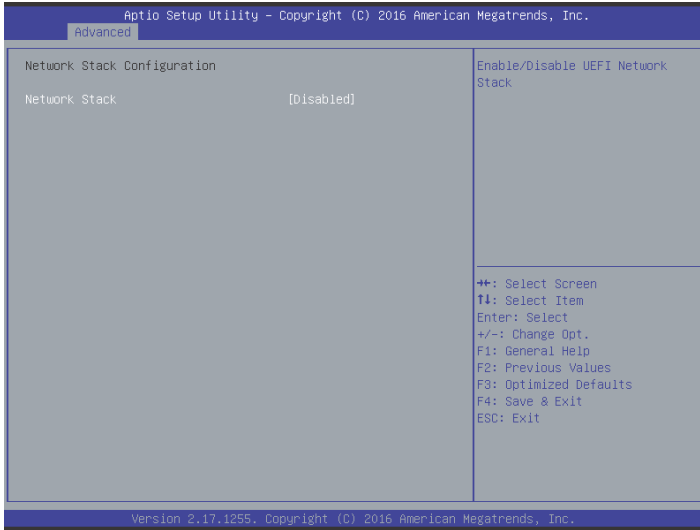 Aptio Setup Utility – Copyright (C) 2016 American Megatrends, Inc.
Advanced
Network Stack Configuration
Network Stack [Disabled]
Enable/Disable UEFI Network
Stack
→←: Select Screen
↑↓: Select Item
Enter: Select
+/-: Change Opt.
F1: General Help
F2: Previous Values
F3: Optimized Defaults
F4: Save & Exit
ESC: Exit
Version 2.17.1255. Copyright (C) 2016 American Megatrends, Inc.